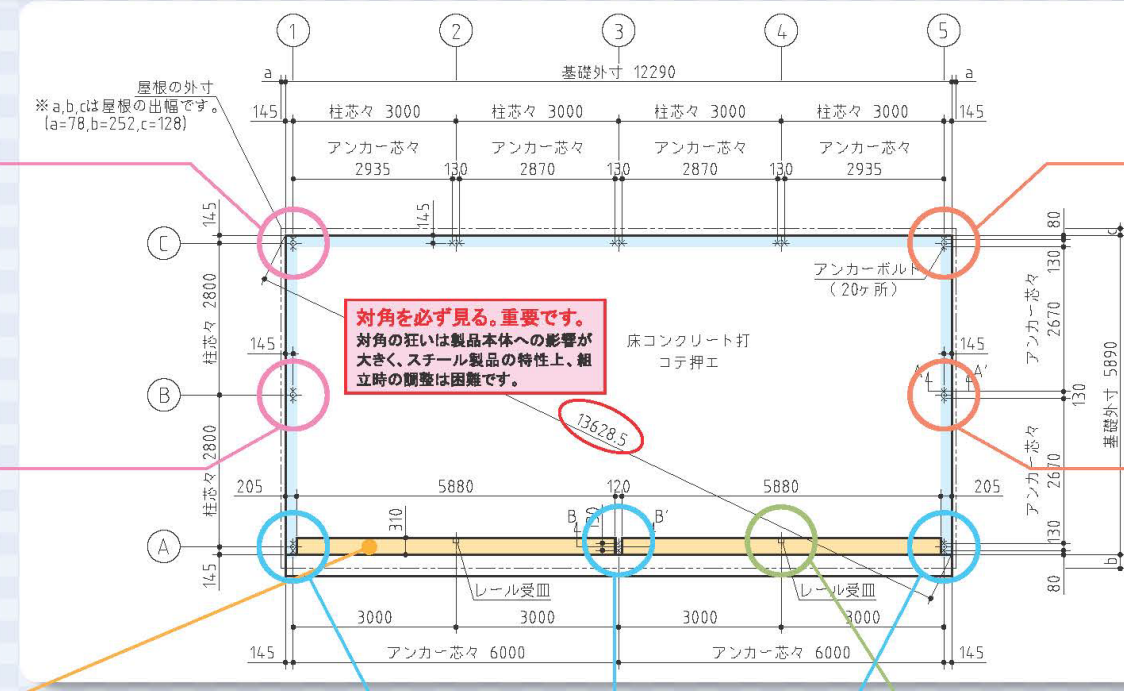 1 2 3 4 5
a 基礎外寸 12290 a
屋根の外寸
※a,b,cは屋根の出幅です。
(a=78,b=252,c=128)
145 柱芯々 3000 柱芯々 3000 柱芯々 3000 柱芯々 3000 145
アンカー芯々 アンカー芯々 アンカー芯々 アンカー芯々
2935 130 2870 130 2870 130 2935
145 145 80
C c
アンカーボルト
(20ヶ所)
130
柱芯々 2800
アンカー芯々 2670
対角を必ず見る。重要です。
対角の狂いは製品本体への影響が
大きく、スチール製品の特性上、組
立時の調整は困難です。
床コンクリート打
コテ押エ
145 145
A' A'
B
130
基礎外寸 5890
13628.5
柱芯々 2800
アンカー芯々 2670
205 5880 120 5880 205
310 B 130 B'
A
130
145 b
80
レール受皿 レール受皿
3000 3000 3000 3000
145 アンカー芯々 6000 アンカー芯々 6000 145